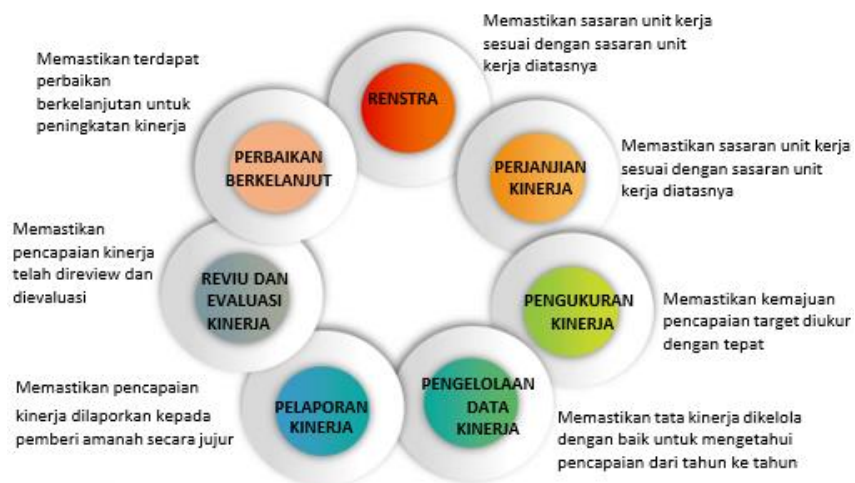 RENSTRA
Memastikan sasaran unit kerja
sesuai dengan sasaran unit
kerja diatasnya
PERJANJIAN
KINERJA
Memastikan sasaran unit kerja
sesuai dengan sasaran unit
kerja diatasnya
PENGUKURAN
KINERJA
Memastikan kemajuan
pencapaian target diukur
dengan tepat
PENGELOLAAN
DATA
KINERJA
Memastikan tata kinerja dikelola
dengan baik untuk mengetahui
pencapaian dari tahun ke tahun
PELAPORAN
KINERJA
Memastikan pencapaian
kinerja dilaporkan kepada
pemberi amanah secara jujur
REVIU DAN
EVALUASI
KINERJA
Memastikan
pencapaian kinerja
telah direview dan
dievaluasi
PERBAIKAN
BERKELANJUT
Memastikan terdapat
perbaikan
berkelanjutan untuk
peningkatan kinerja